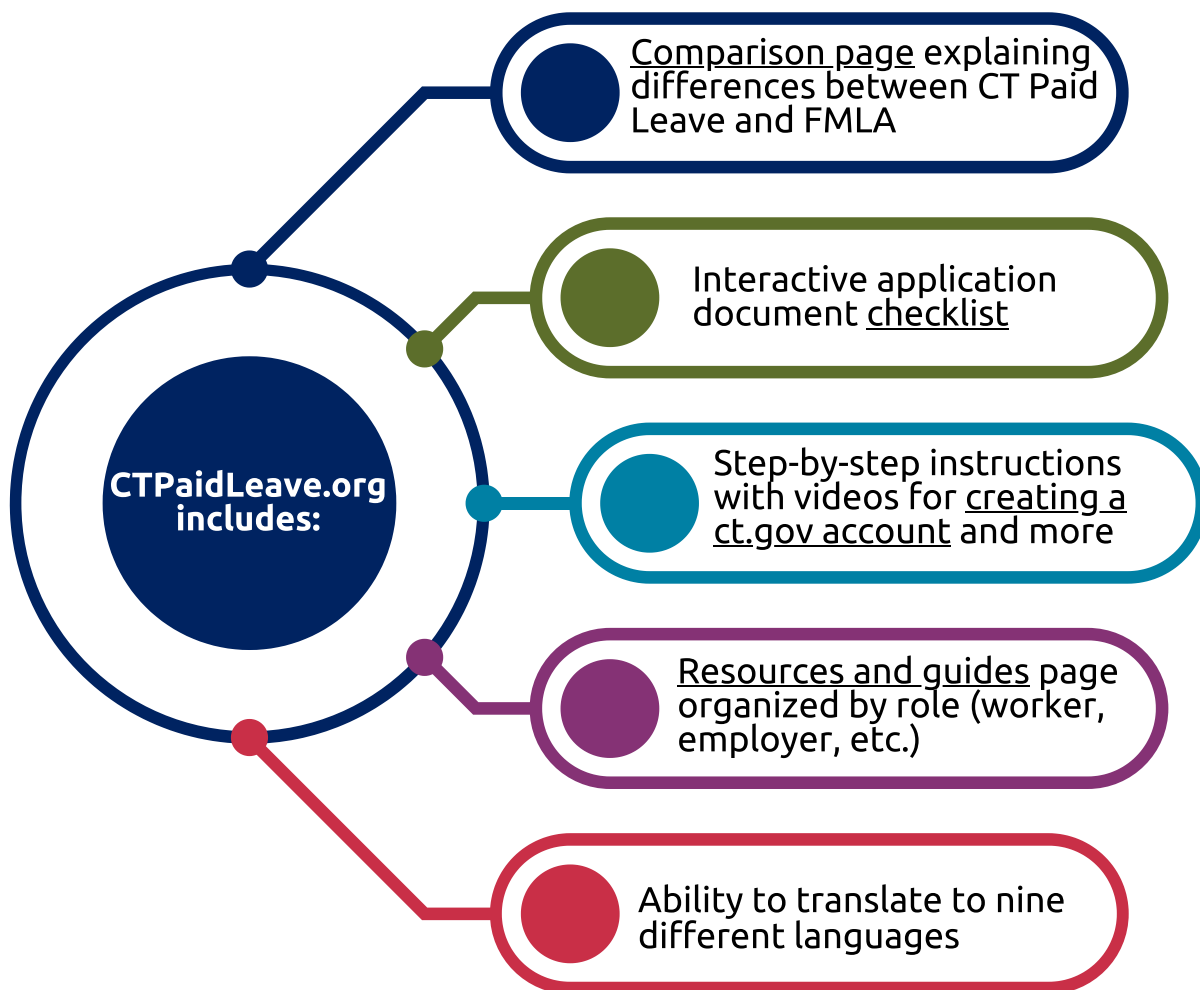 CTPaidLeave.org
includes:
Comparison page explaining
differences between CT Paid
Leave and FMLA
Interactive application
document checklist
Step-by-step instructions
with videos for creating a
ct.gov account and more
Resources and guides page
organized by role (worker,
employer, etc.)
Ability to translate to nine
different languages